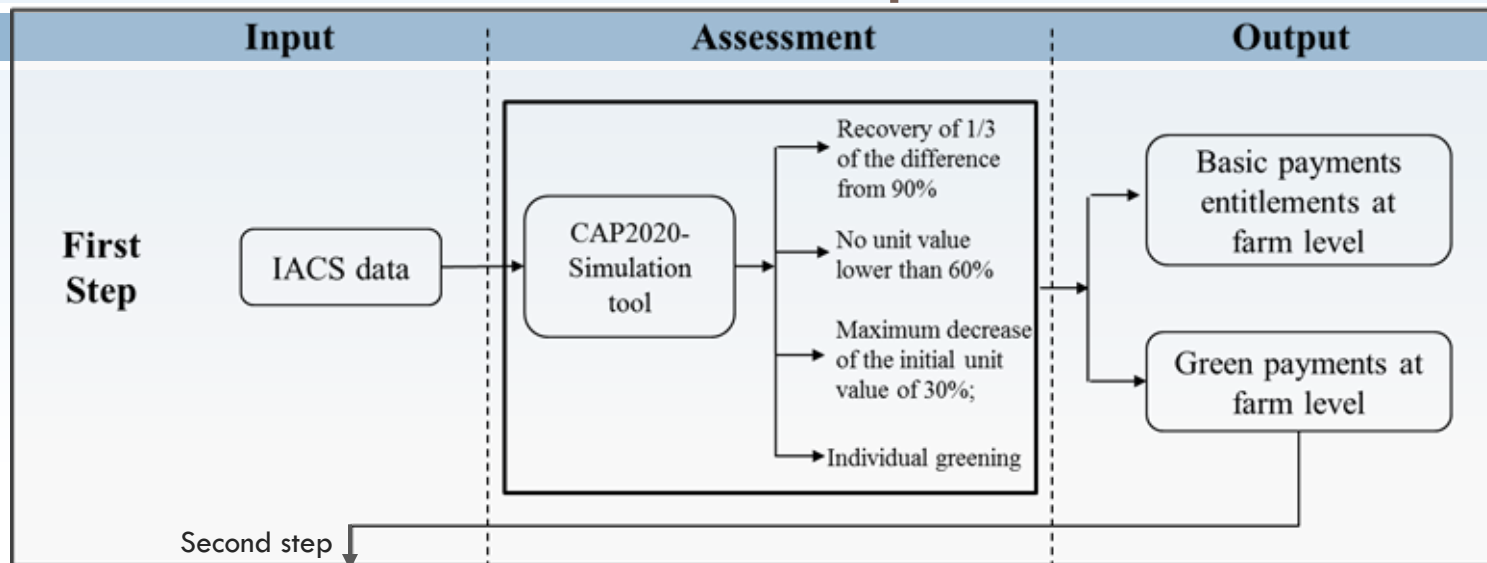 Input
Assessment
Output
First
Step
IACS data
CAP2020-
Simulation
tool
Recovery of 1/3
of the difference
from 90%
No unit value
lower than 60%
Maximum decrease
of the initial unit
value of 30%;
Individual greening
Basic payments
entitlements at
farm level
Green payments at
farm level
Second step